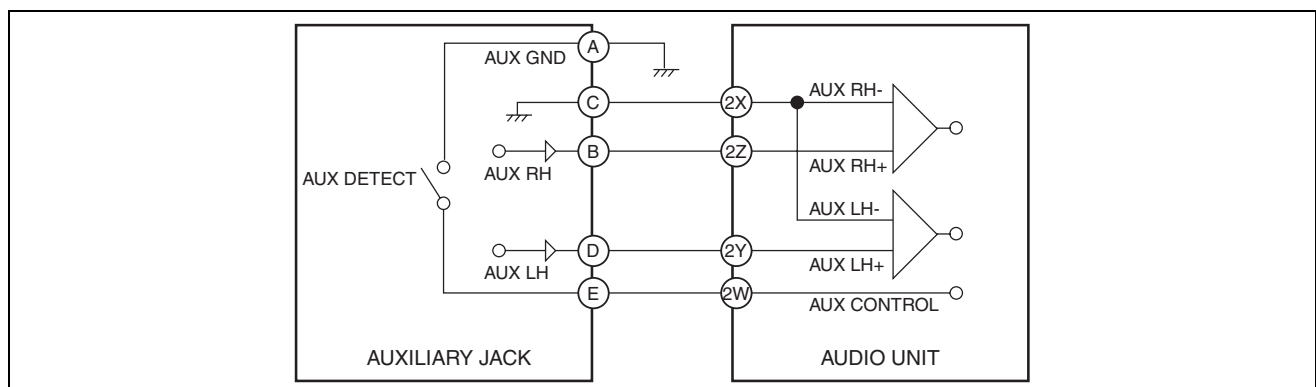 AUX GND
A
C
2X
AUX RH-
AUX DETECT
AUX RH
B
2Z
AUX RH+
AUX LH-
AUX LH
D
2Y
AUX LH+
E
2W
AUX CONTROL
AUXILIARY JACK
AUDIO UNIT